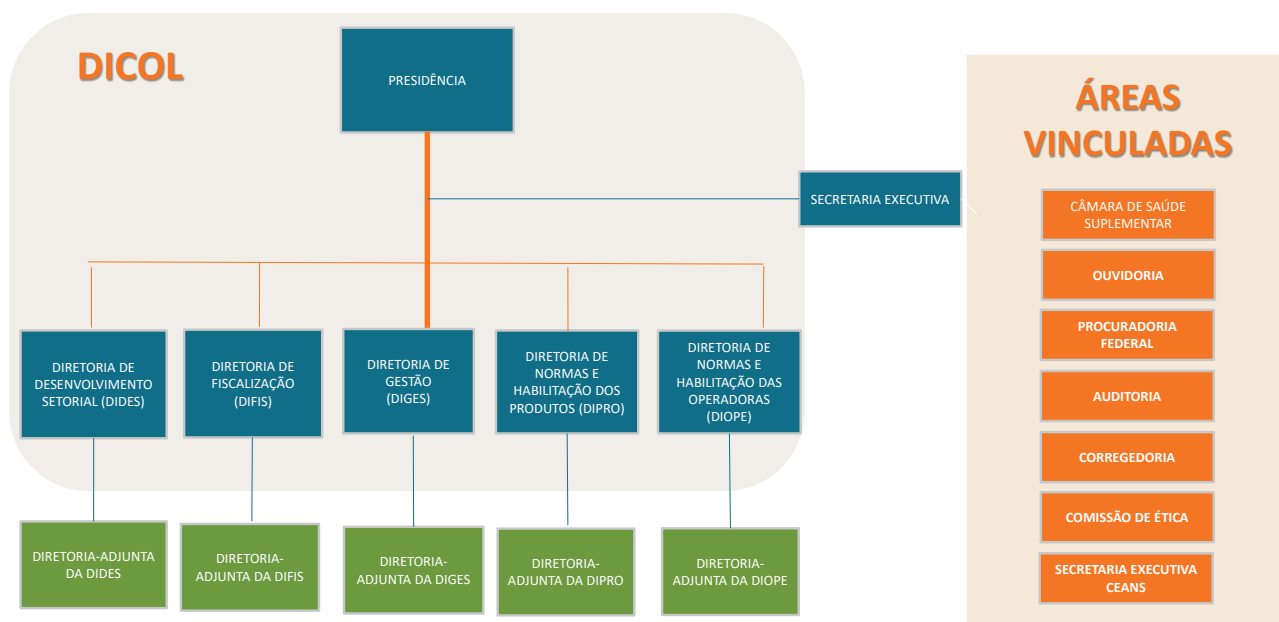 DICOL
PRESIDÊNCIA
SECRETARIA EXECUTIVA
DIRETORIA DE
DESENVOLVIMENTO
SETORIAL (DIDES)
DIRETORIA DE
FISCALIZAÇÃO
(DIFIS)
DIRETORIA DE
GESTÃO
(DIGES)
DIRETORIA DE
NORMAS E
HABILITAÇÃO DOS
PRODUTOS (DIPRO)
DIRETORIA DE
NORMAS E
HABILITAÇÃO DAS
OPERADORAS
(DIOPE)
DIRETORIA-ADJUNTA
DA DIDES
DIRETORIA-
ADJUNTA DA DIFIS
DIRETORIA-
ADJUNTA DA DIGES
DIRETORIA-
ADJUNTA DA DIPRO
DIRETORIA-
ADJUNTA DA DIOPE
ÁREAS
VINCULADAS
CÂMARA DE SAÚDE
SUPLEMENTAR
OUVIDORIA
PROCURADORIA
FEDERAL
AUDITORIA
CORREGEDORIA
COMISSÃO DE ÉTICA
SECRETARIA EXECUTIVA
CEANS